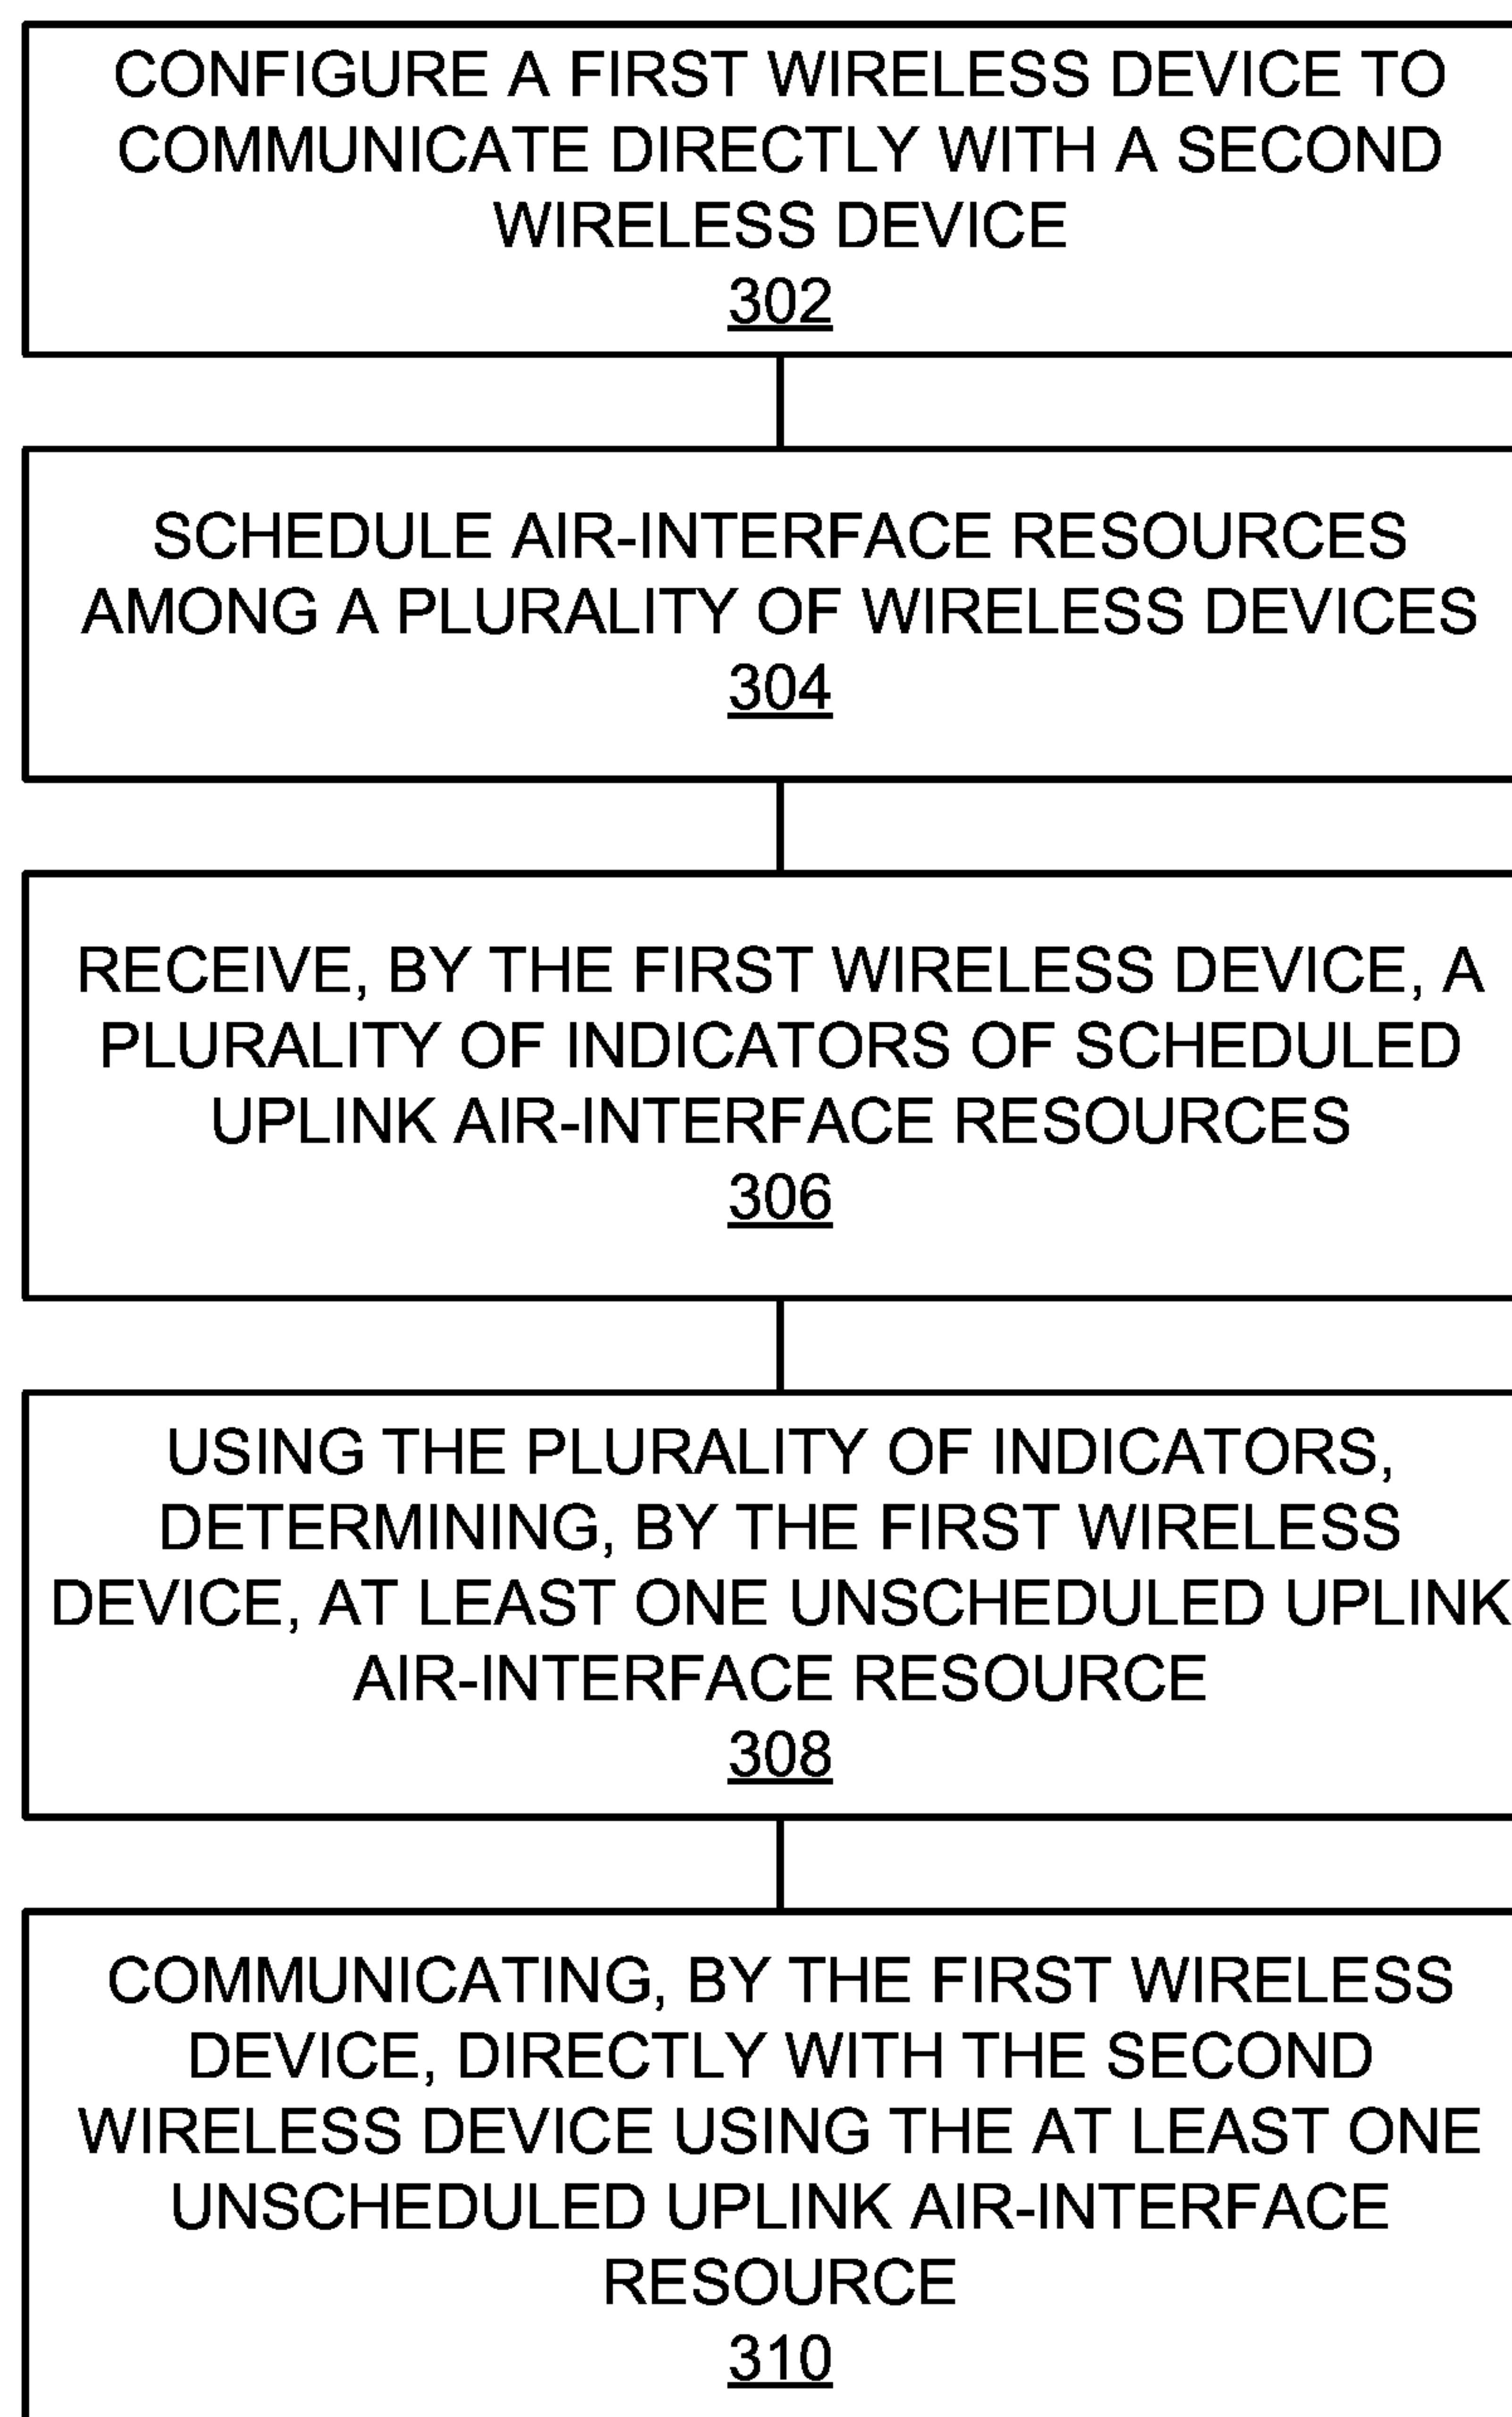 CONFIGURE A FIRST WIRELESS DEVICE TO
COMMUNICATE DIRECTLY WITH A SECOND
WIRELESS DEVICE
302
SCHEDULE AIR-INTERFACE RESOURCES
AMONG A PLURALITY OF WIRELESS DEVICES
304
RECEIVE, BY THE FIRST WIRELESS DEVICE, A
PLURALITY OF INDICATORS OF SCHEDULED
UPLINK AIR-INTERFACE RESOURCES
306
USING THE PLURALITY OF INDICATORS,
DETERMINING, BY THE FIRST WIRELESS
DEVICE, AT LEAST ONE UNSCHEDULED UPLINK
AIR-INTERFACE RESOURCE
308
COMMUNICATING, BY THE FIRST WIRELESS
DEVICE, DIRECTLY WITH THE SECOND
WIRELESS DEVICE USING THE AT LEAST ONE
UNSCHEDULED UPLINK AIR-INTERFACE
RESOURCE
310